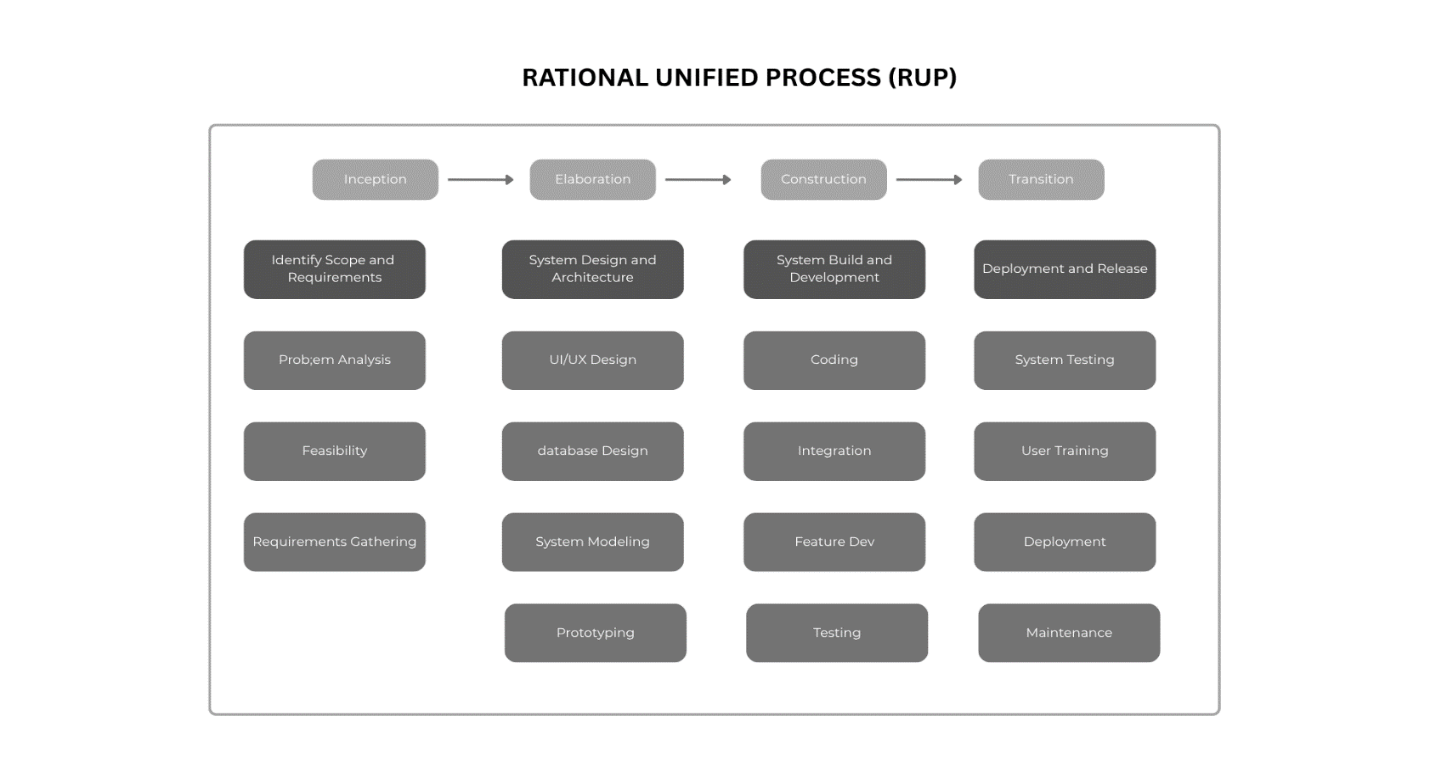 RATIONAL UNIFIED PROCESS (RUP)
Inception
Elaboration
Construction
Transition
Identify Scope and
Requirements
System Design and
Architecture
System Build and
Development
Deployment and Release
Prob;em Analysis
UI/UX Design
Coding
System Testing
Feasibility
database Design
Integration
User Training
Requirements Gathering
System Modeling
Feature Dev
Deployment
Prototyping
Testing
Maintenance